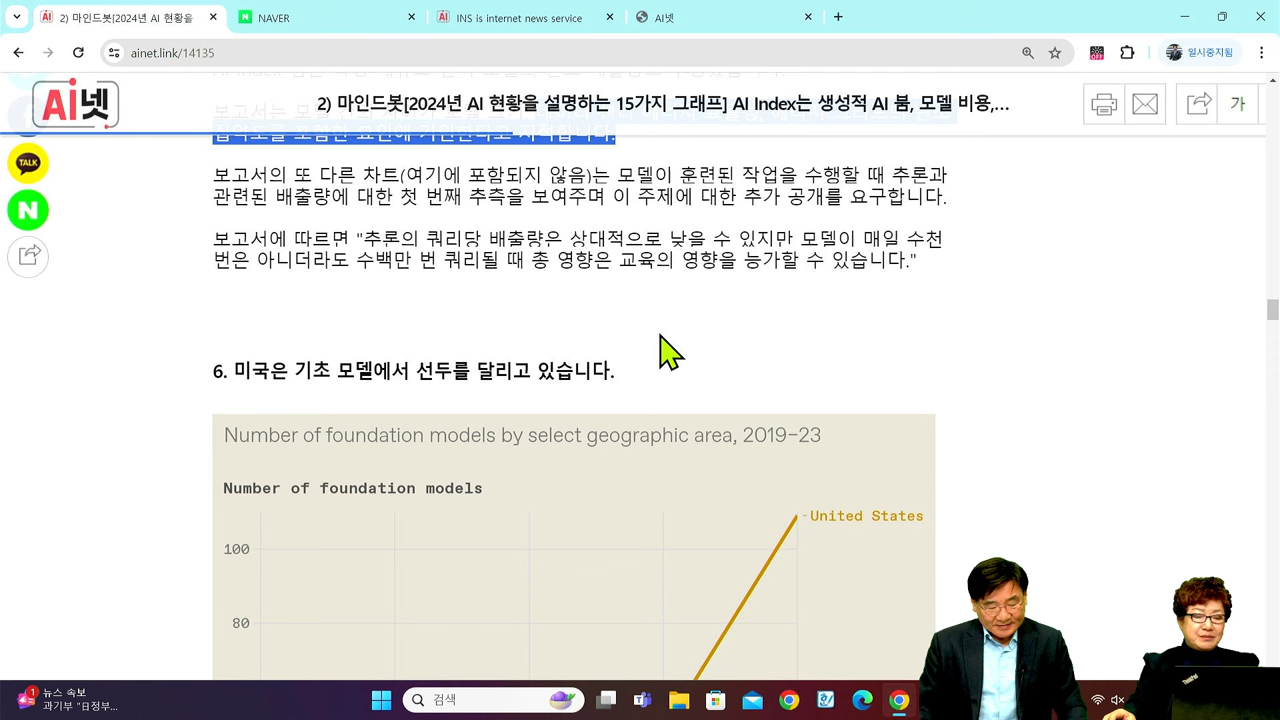 2) 마인드봇[2024년 AI 현황을
NAVER
INS is internet news service
AI넷
ainet.link/14135
일시중지됨
Ai넷
2) 마인드봇[2024년 AI 현황을 설명하는 15가지 그래프] AI Index는 생성적 AI 붐, 모델 비용,...
가
TALK
N
보고서의 또 다른 차트(여기에 포함되지 않음)는 모델이 훈련된 작업을 수행할 때 추론과
관련된 배출량에 대한 첫 번째 추측을 보여주며 이 주제에 대한 추가 공개를 요구합니다.
보고서에 따르면 "추론의 쿼리당 배출량은 상대적으로 낮을 수 있지만 모델이 매일 수천
번은 아니더라도 수백만 번 쿼리될 때 총 영향은 교육의 영향을 능가할 수 있습니다."
6. 미국은 기초 모델에서 선두를 달리고 있습니다.
Number of foundation models by select geographic area, 2019–23
Number of foundation models
United States
100
80
1
뉴스 속보
과기부 "日정부...
검색
ThinkPad